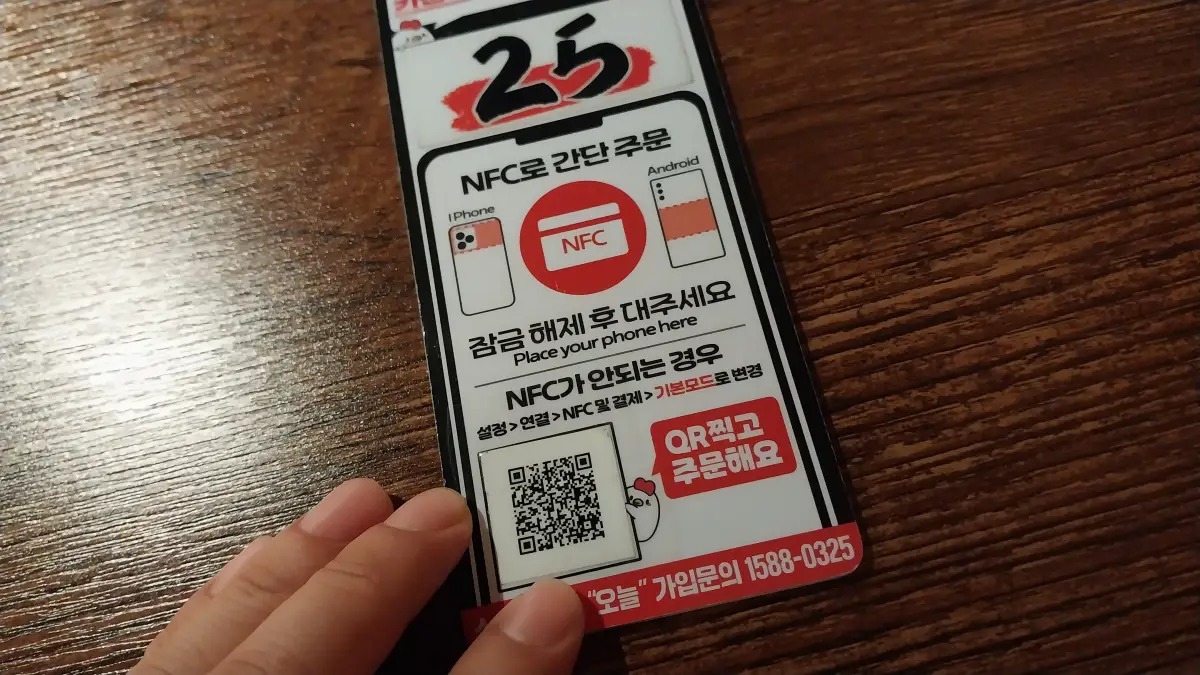 25
NFC로 간단 주문
IPhone
Android
NFC
잠금 해제 후 대주세요
Place your phone here
NFC가 안되는 경우
설정 > 연결 > NFC 및 결제 > 기본모드로 변경
QR찍고
주문해요
“오늘” 가입문의 1588-0325